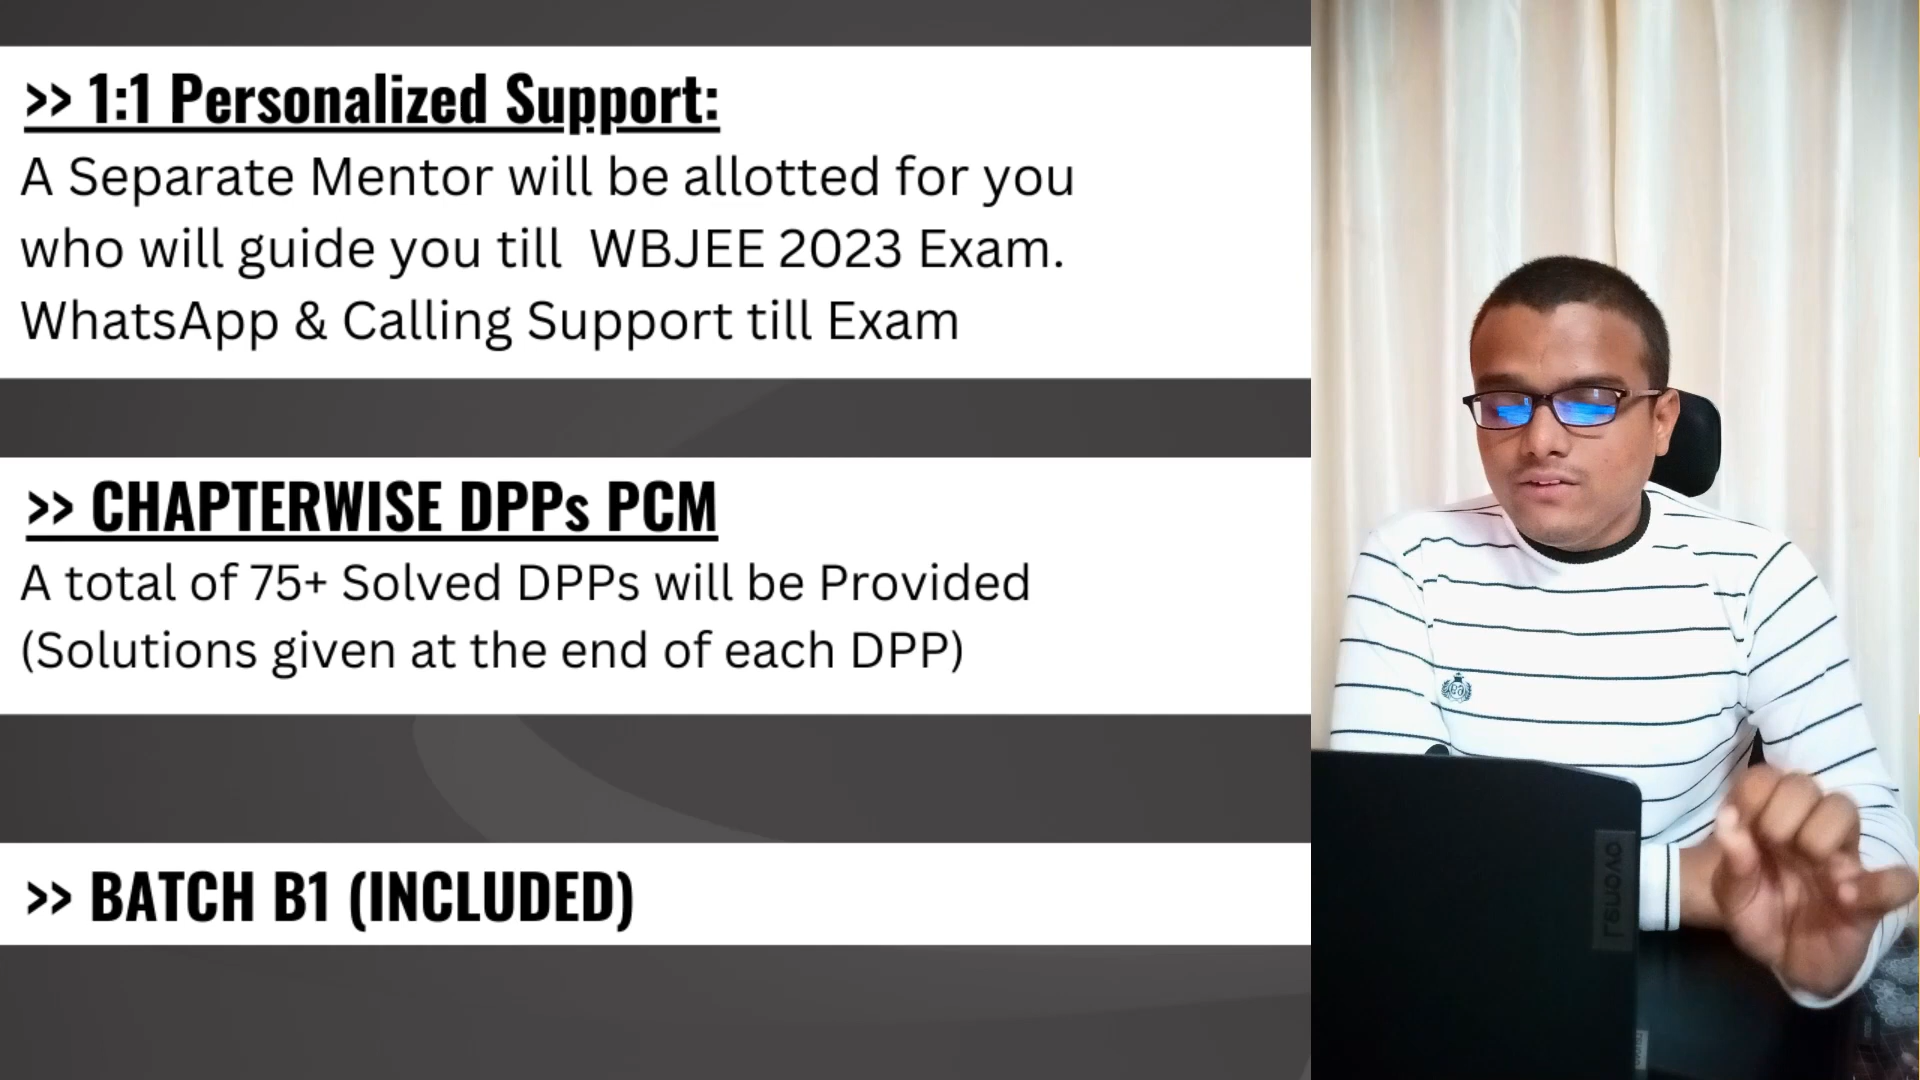 >> 1:1 Personalized Support:
A Separate Mentor will be allotted for you
who will guide you till WBJEE 2023 Exam.
WhatsApp & Calling Support till Exam
>> CHAPTERWISE DPPs PCM
A total of 75+ Solved DPPs will be Provided
(Solutions given at the end of each DPP)
>> BATCH B1 (INCLUDED)
Lenovo